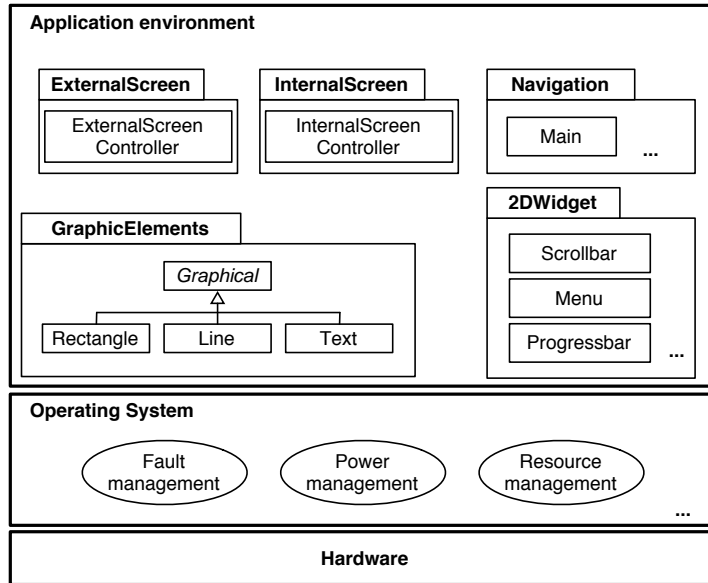 Application environment
ExternalScreen
InternalScreen
Navigation
ExternalScreen
Controller
InternalScreen
Controller
Main
...
GraphicElements
Graphical
Rectangle
Line
Text
2DWidget
Scrollbar
Menu
Progressbar
...
Operating System
Fault
management
Power
management
Resource
management
...
Hardware